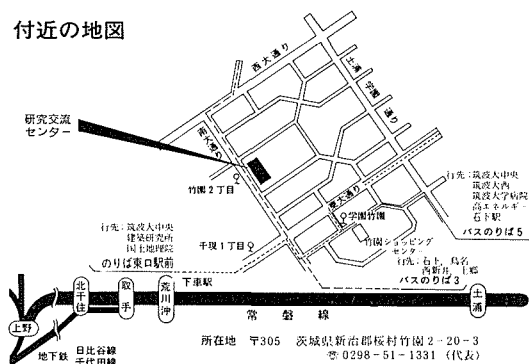 付近の地図
西大通り
土浦学園通り
南大通り
東大通り
研究交流
センター
竹園2丁目
千現1丁目
学園竹園
竹園ショッピング
センター
行先:筑波大中央
建築研究所
国土地理院
のりば東口駅前
行先:筑波大中央
筑波大西
筑波大学病院
高エネルギー
石下駅
バスのりば5
行先:石下,鳥名
西新井,上郷
バスのりば3
下車駅
上野
北千住
取手
荒川沖
常磐線
土浦
地下鉄
日比谷線
千代田線
所在地 〒305 茨城県新治郡桜村竹園2-20-3
☎0298-51-1331(代表)